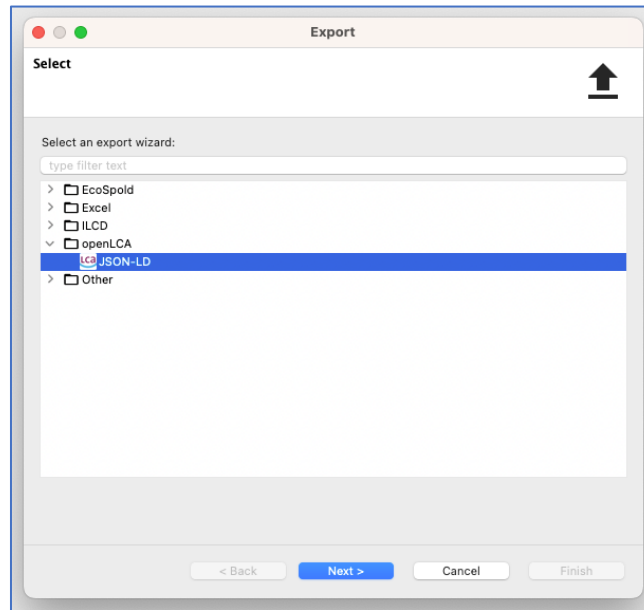 Export
Select
Select an export wizard:
type filter text
EcoSpold
Excel
ILCD
openLCA
LCA JSON-LD
Other
< Back Next > Cancel Finish